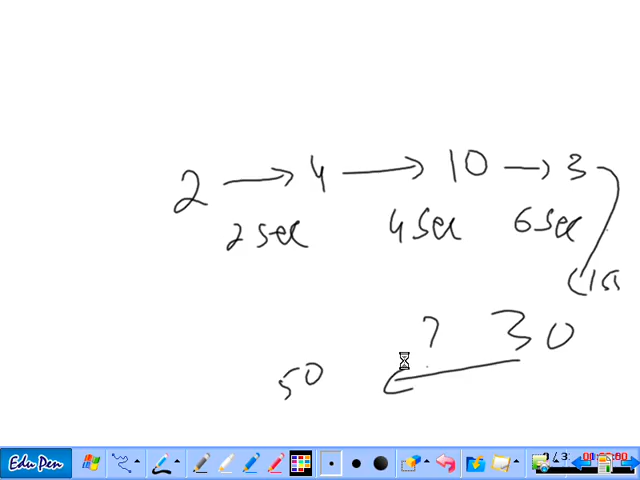 2 → 4 → 10 → 3
2 sec 4 sec 6 sec
? 30
50
Edu Pen